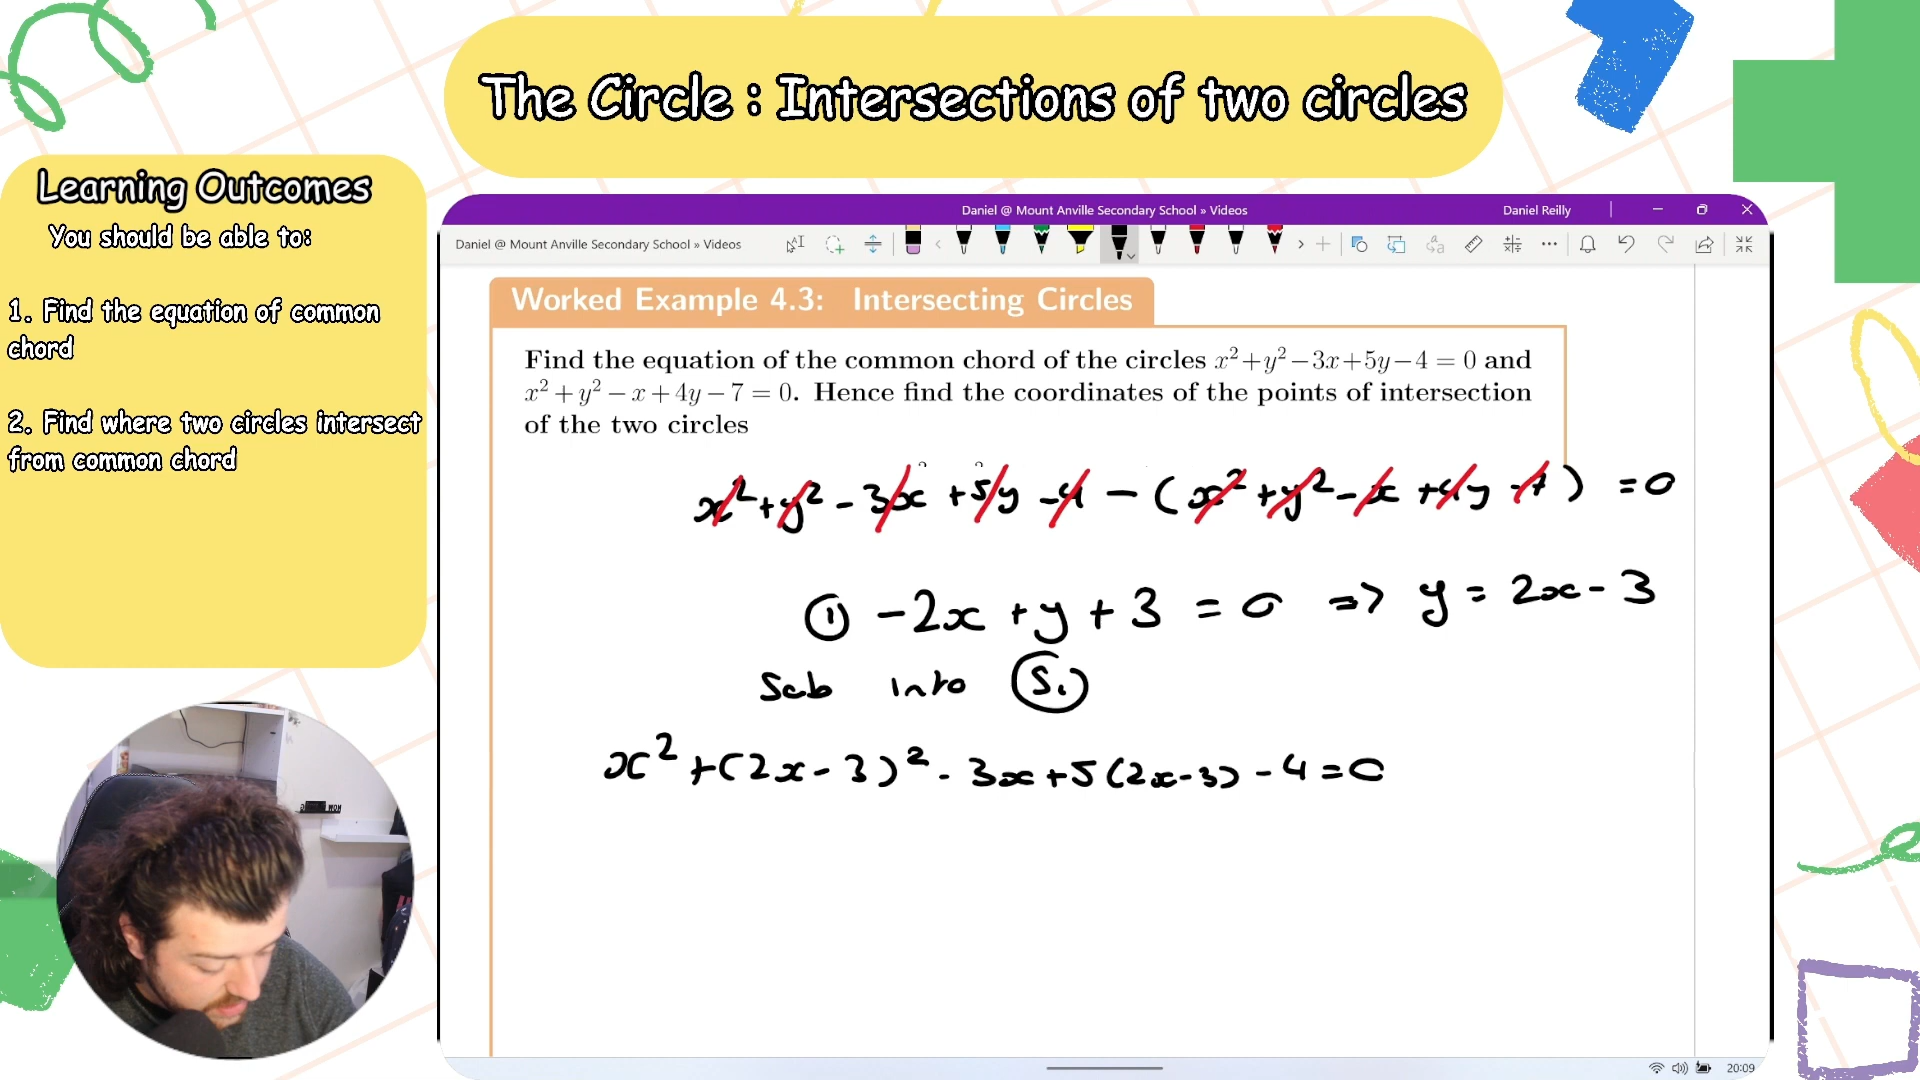 The Circle : Intersections of two circles
Learning Outcomes
You should be able to:
1. Find the equation of common
chord
2. Find where two circles intersect
from common chord
Daniel @ Mount Anville Secondary School » Videos
Daniel Reilly
Daniel @ Mount Anville Secondary School » Videos
Worked Example 4.3: Intersecting Circles
Find the equation of the common chord of the circles x²+y²−3x+5y−4 = 0 and
x² + y² − x + 4y − 7 = 0. Hence find the coordinates of the points of intersection
of the two circles
x²+y²-3x+5y-4-(x²+y²-x+4y-7) =0
① -2x+y+3=0 => y=2x-3
Sub into S₁
x²+(2x-3)²-3x+5(2x-3)-4=0
20:09